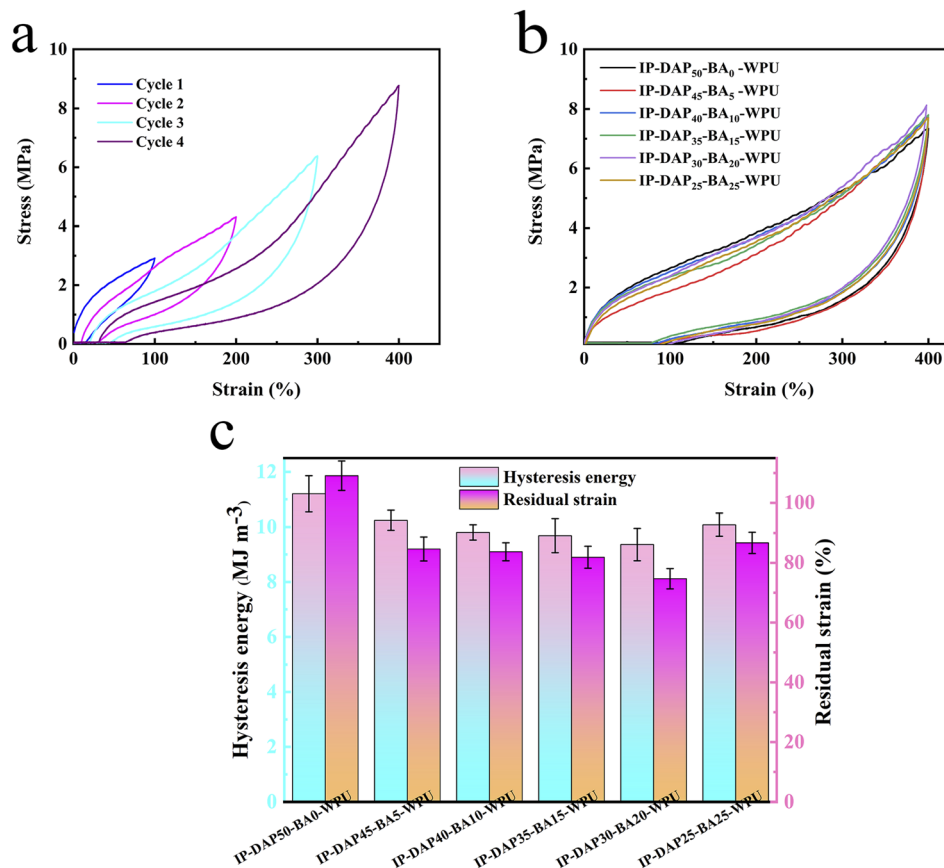 a
10
8
6
4
2
0
0
100
200
300
400
Stress (MPa)
Strain (%)
Cycle 1
Cycle 2
Cycle 3
Cycle 4
b
10
8
6
4
2
0
100
200
300
400
Stress (MPa)
Strain (%)
IP-DAP₅₀-BA₀ -WPU
IP-DAP₄₅-BA₅ -WPU
IP-DAP₄₀-BA₁₀-WPU
IP-DAP₃₅-BA₁₅-WPU
IP-DAP₃₀-BA₂₀-WPU
IP-DAP₂₅-BA₂₅-WPU
c
12
10
8
6
4
2
0
Hysteresis energy (MJ m⁻³)
Hysteresis energy
Residual strain
100
80
60
40
20
0
Residual strain (%)
IP-DAP50-BA0-WPU
IP-DAP45-BA5-WPU
IP-DAP40-BA10-WPU
IP-DAP35-BA15-WPU
IP-DAP30-BA20-WPU
IP-DAP25-BA25-WPU